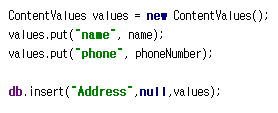 ContentValues values = new ContentValues();
values.put("name", name);
values.put("phone", phoneNumber);
db.insert("Address",null,values);